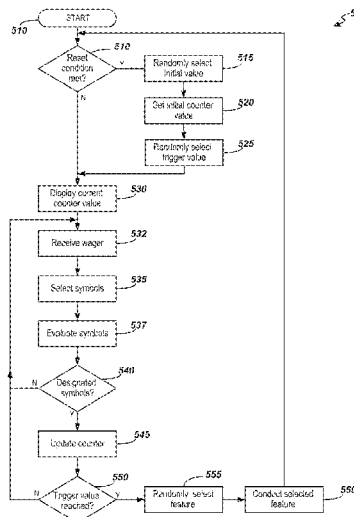 START
510
510
Reset
condition
met?
Y
N
Randomly select
initial value
515
Set initial counter
value
520
Randomly select
trigger value
525
Display current
counter value
530
Receive wager
532
Select symbols
535
Evaluate symbols
537
Designated
symbols?
540
N
Y
Update counter
545
Trigger value
reached?
550
N
Y
Randomly select
feature
555
Conduct selected
feature
560